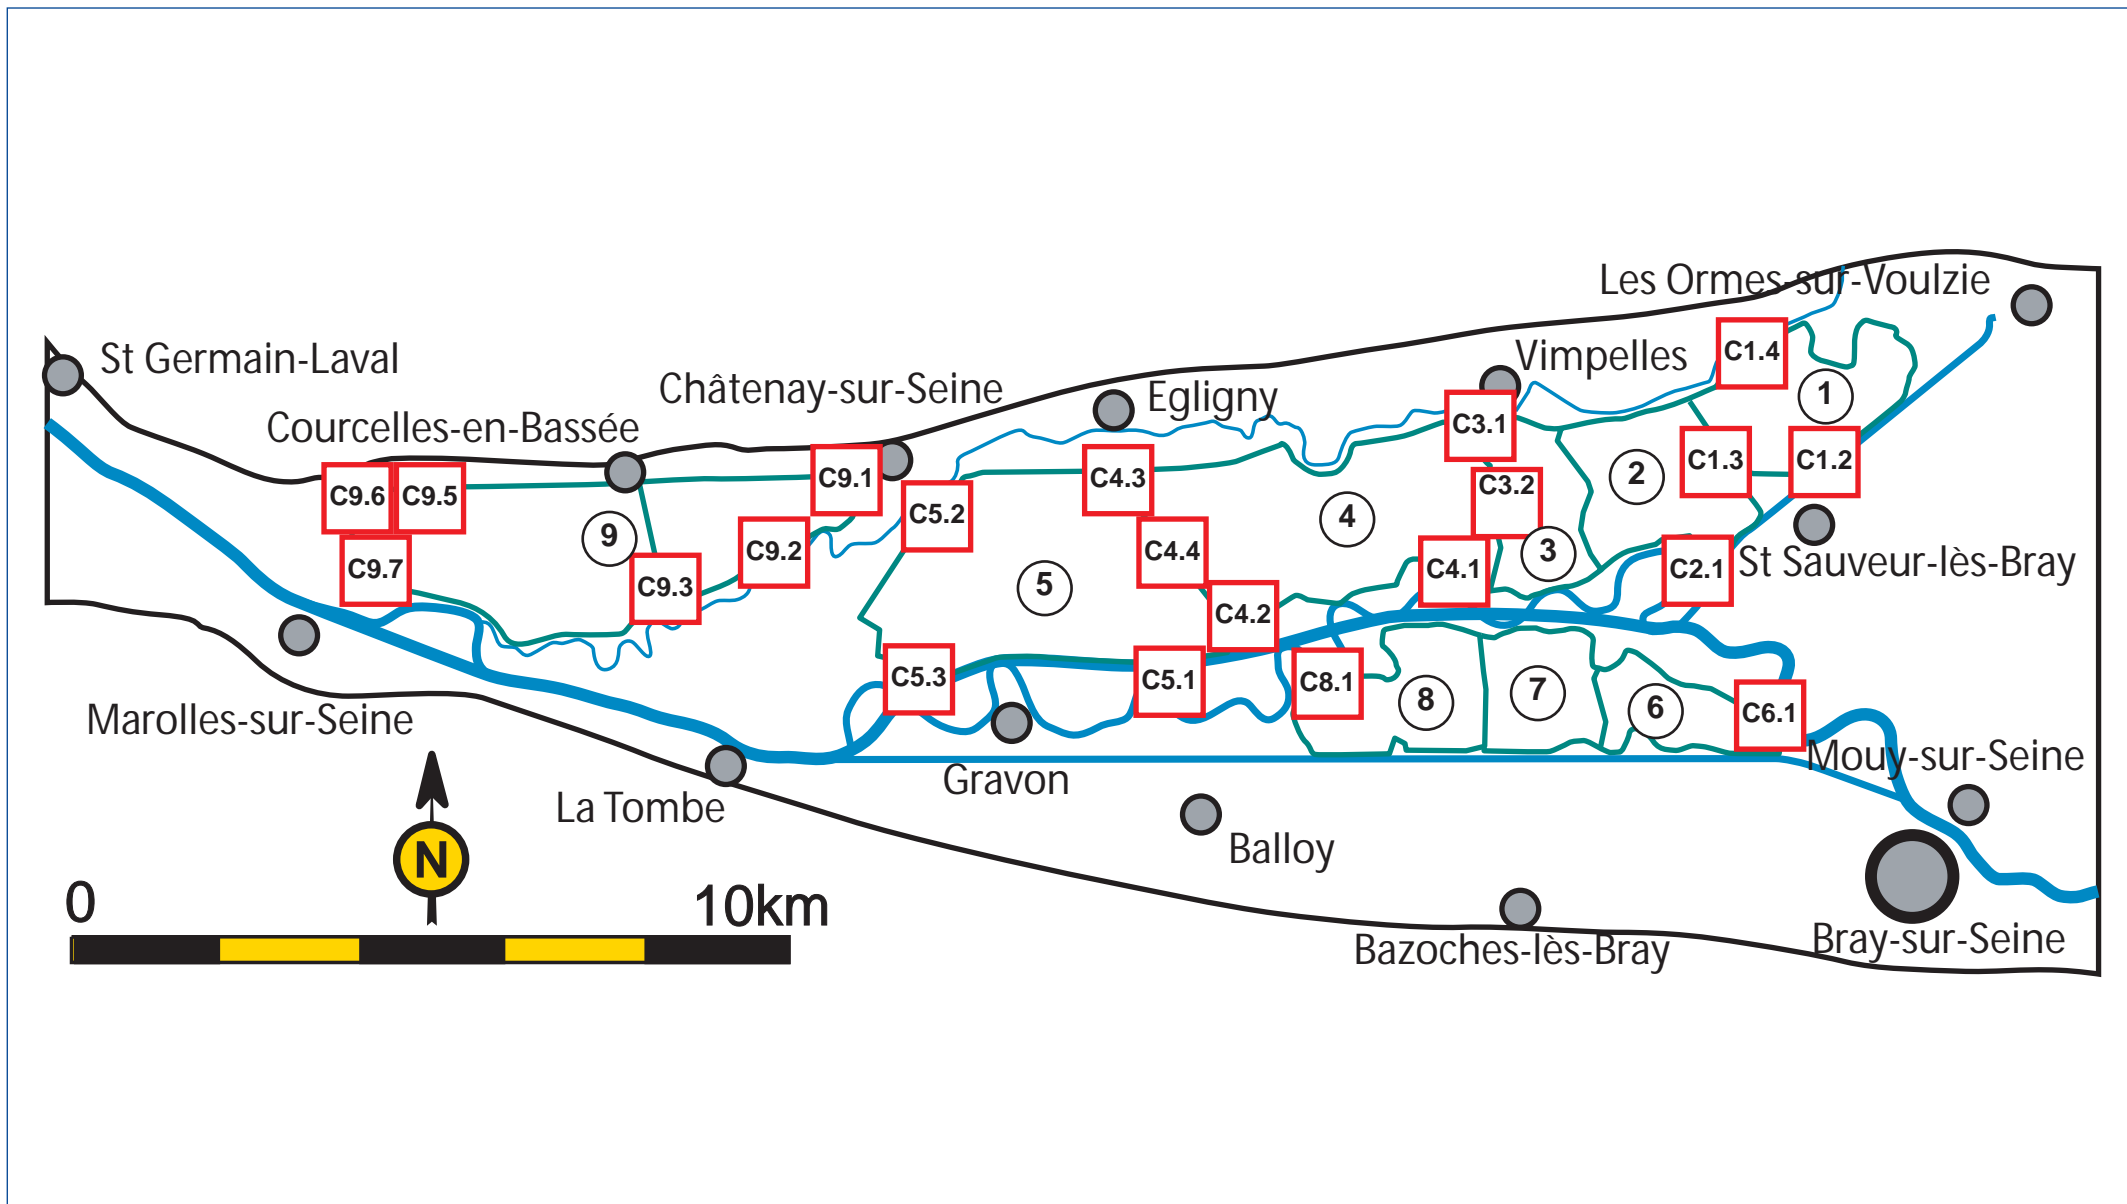 Les Ormes-sur-Voulzie
St Germain-Laval
Vimpelles
C1.4
Châtenay-sur-Seine
Egligny
1
Courcelles-en-Bassée
C3.1
C9.6
C9.5
C9.1
C4.3
C1.3
C1.2
2
C3.2
C5.2
4
9
C9.2
C4.4
3
C9.7
C9.3
C4.1
C2.1
St Sauveur-lès-Bray
5
C4.2
C5.3
C5.1
C8.1
8
7
6
C6.1
Marolles-sur-Seine
Mouy-sur-Seine
Gravon
La Tombe
Balloy
N
0
10km
Bazoches-lès-Bray
Bray-sur-Seine